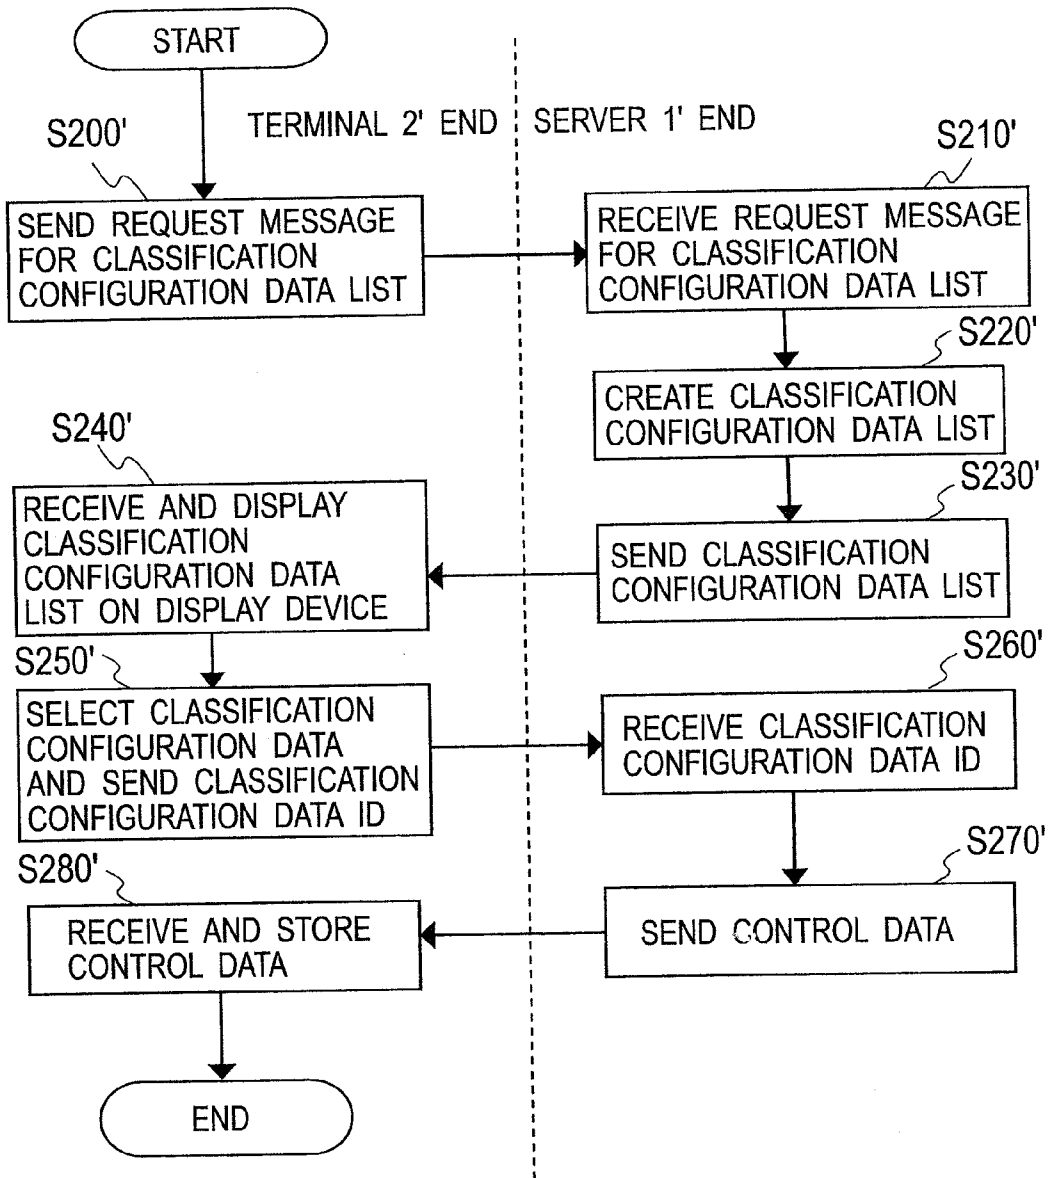 START
TERMINAL 2' END
SERVER 1' END
S200'
SEND REQUEST MESSAGE
FOR CLASSIFICATION
CONFIGURATION DATA LIST
S210'
RECEIVE REQUEST MESSAGE
FOR CLASSIFICATION
CONFIGURATION DATA LIST
S220'
CREATE CLASSIFICATION
CONFIGURATION DATA LIST
S230'
SEND CLASSIFICATION
CONFIGURATION DATA LIST
S240'
RECEIVE AND DISPLAY
CLASSIFICATION
CONFIGURATION DATA
LIST ON DISPLAY DEVICE
S250'
SELECT CLASSIFICATION
CONFIGURATION DATA
AND SEND CLASSIFICATION
CONFIGURATION DATA ID
S260'
RECEIVE CLASSIFICATION
CONFIGURATION DATA ID
S270'
SEND CONTROL DATA
S280'
RECEIVE AND STORE
CONTROL DATA
END